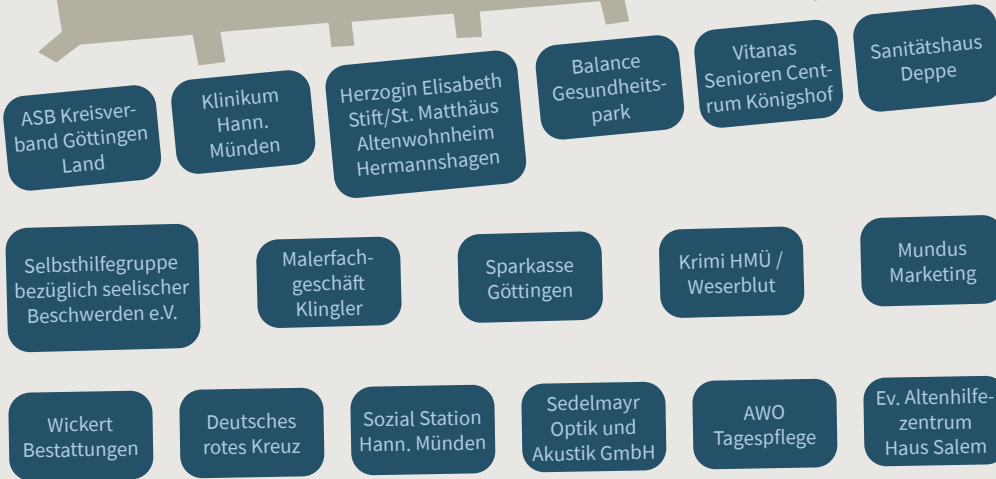 ASB Kreisver-
band Göttingen
Land
Klinikum
Hann.
Münden
Herzogin Elisabeth
Stift/St. Matthäus
Altenwohnheim
Hermannshagen
Balance
Gesundheits-
park
Vitanas
Senioren Cent-
rum Königshof
Sanitätshaus
Deppe
Selbsthilfegruppe
bezüglich seelischer
Beschwerden e.V.
Malerfach-
geschäft
Klingler
Sparkasse
Göttingen
Krimi HMÜ /
Weserblut
Mundus
Marketing
Wickert
Bestattungen
Deutsches
rotes Kreuz
Sozial Station
Hann. Münden
Sedelmayr
Optik und
Akustik GmbH
AWO
Tagespflege
Ev. Altenhilfe-
zentrum
Haus Salem